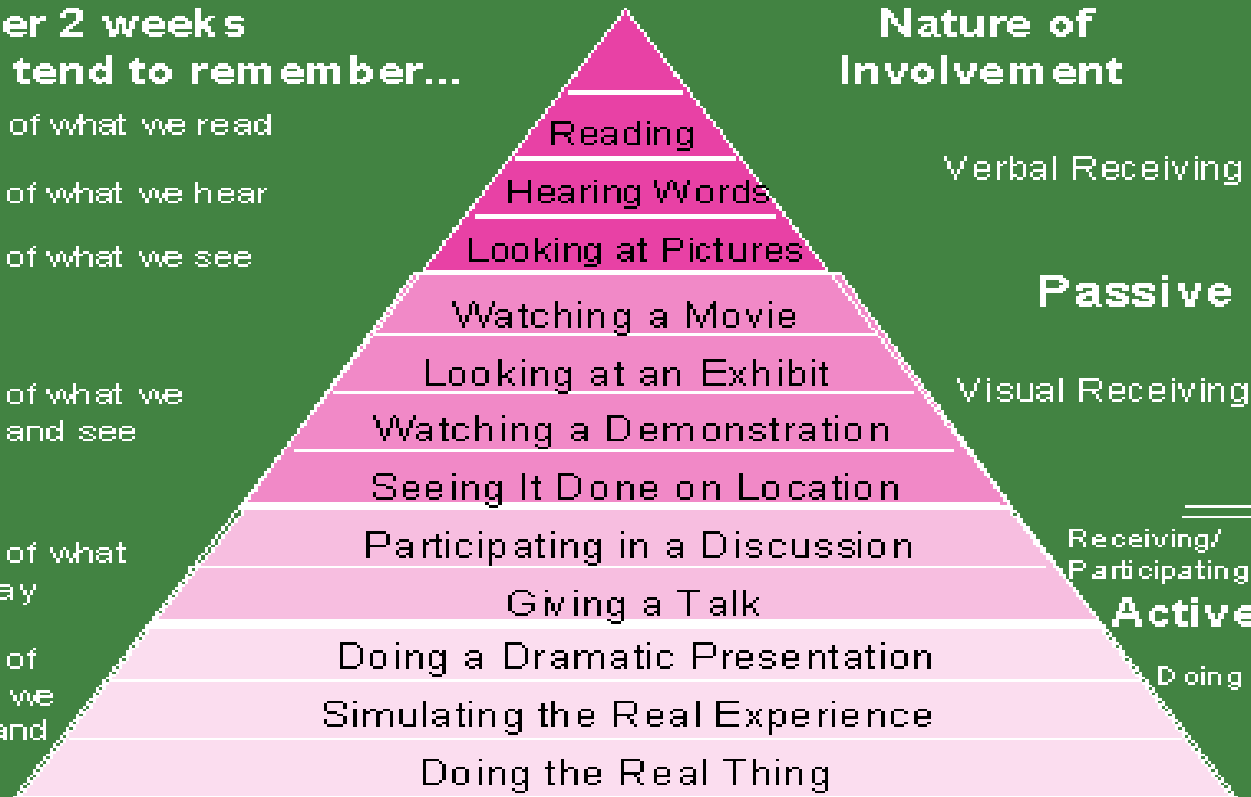 er 2 weeks
tend to remember...
of what we read
of what we hear
of what we see
of what we
and see
of what
ay
of
we
and
Reading
Hearing Words
Looking at Pictures
Watching a Movie
Looking at an Exhibit
Watching a Demonstration
Seeing It Done on Location
Participating in a Discussion
Giving a Talk
Doing a Dramatic Presentation
Simulating the Real Experience
Doing the Real Thing
Nature of
Involvement
Verbal Receiving
Passive
Visual Receiving
Receiving/
Participating
Active
Doing